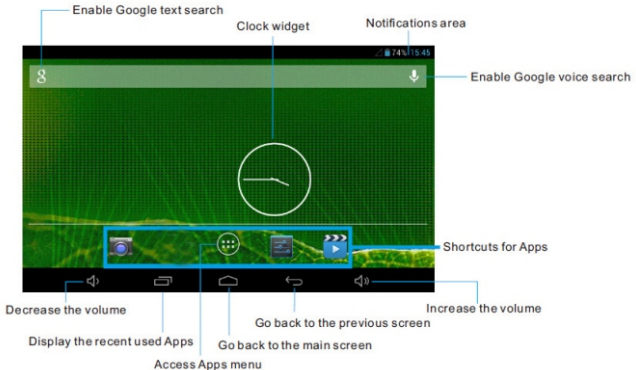 Enable Google text search
Clock widget
Notifications area
74% 15:45
8
Enable Google voice search
Shortcuts for Apps
Decrease the volume
Increase the volume
Go back to the previous screen
Display the recent used Apps
Go back to the main screen
Access Apps menu